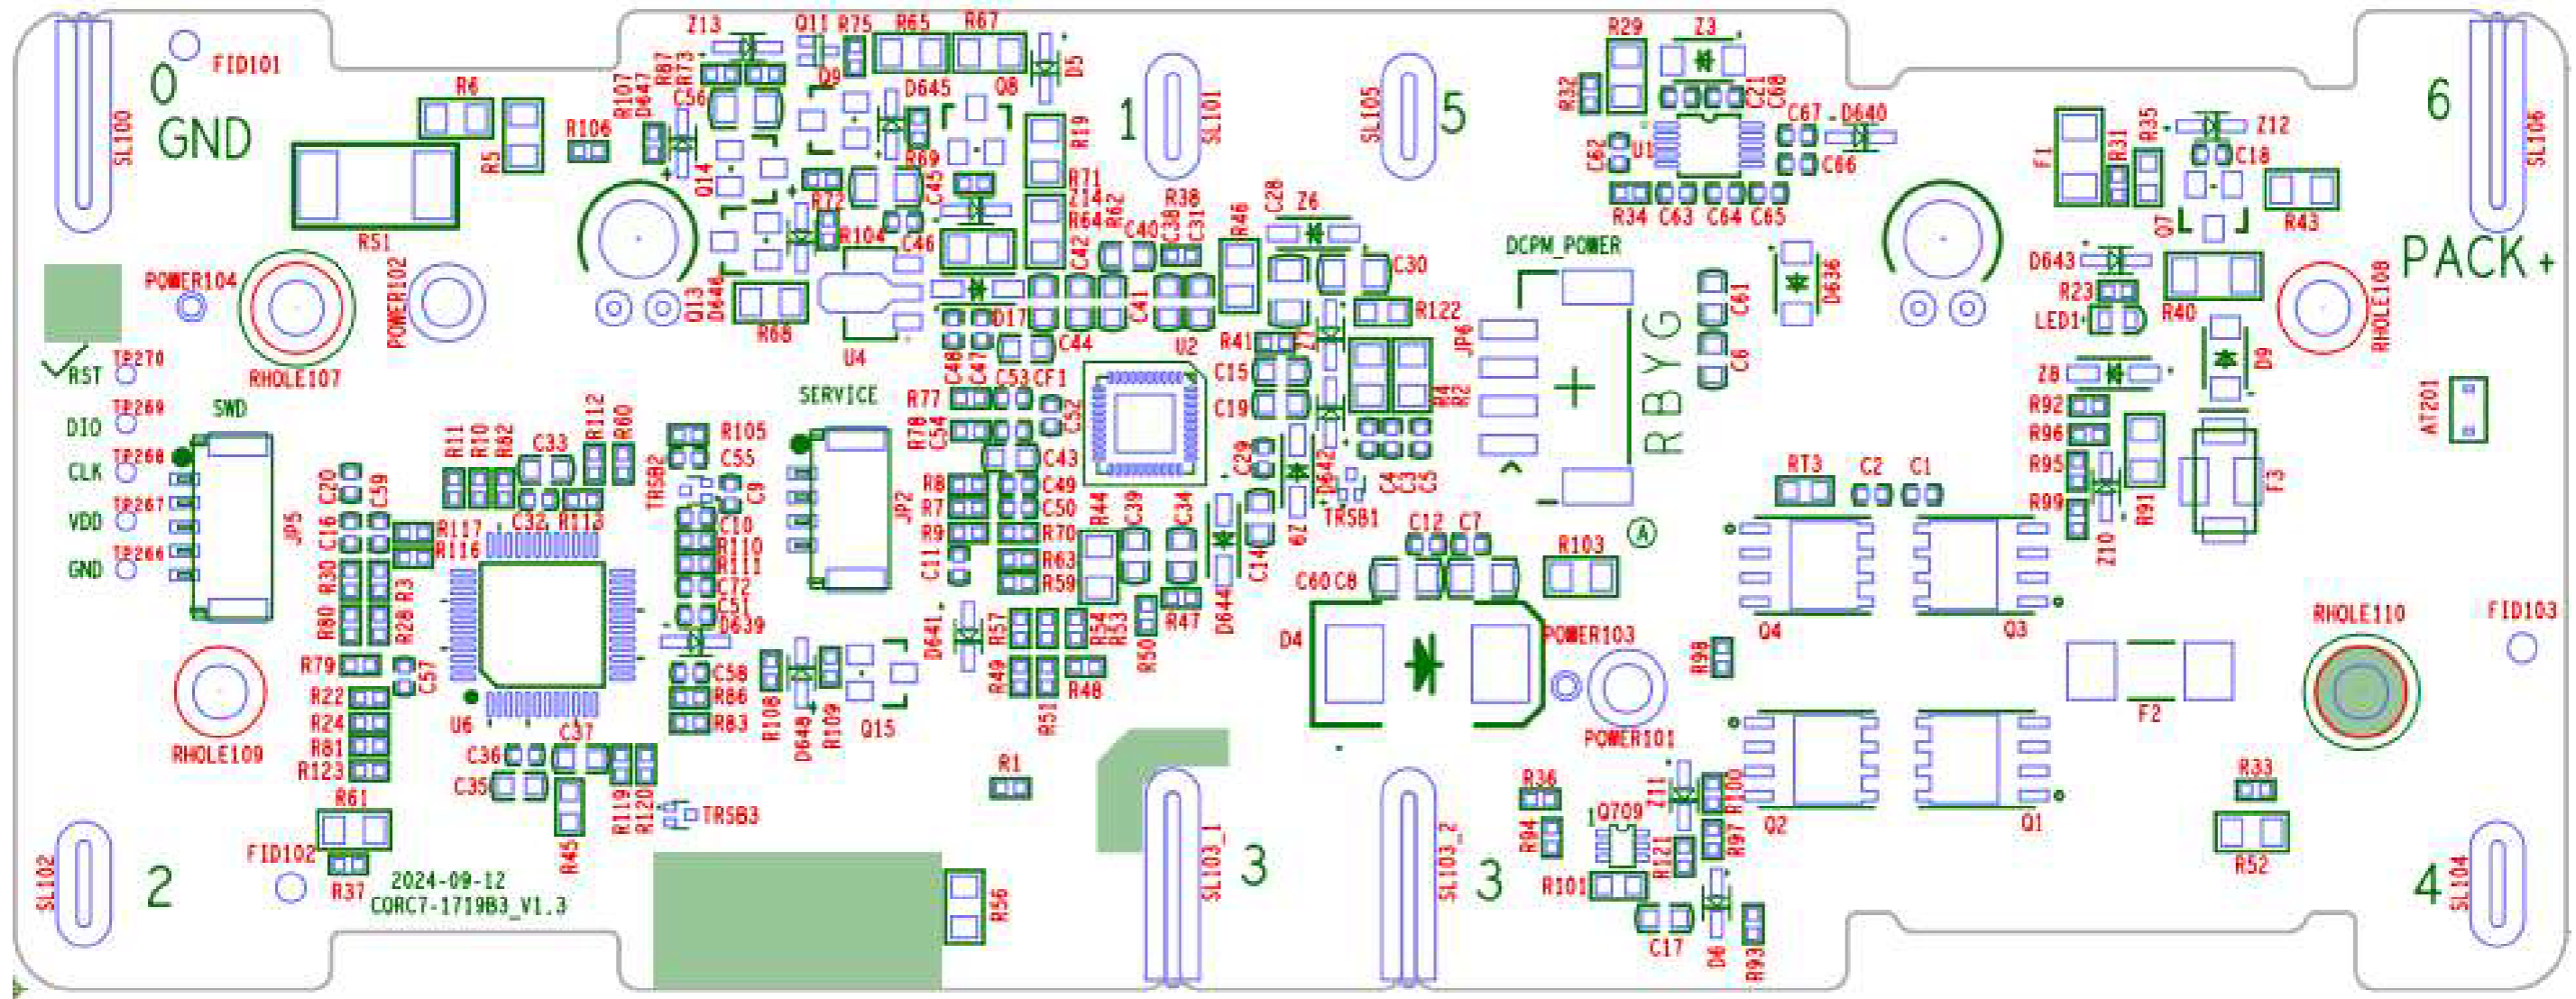 Z13
Q11
R75
R65
R67
R29
Z3
0
FID101
R87
R73
Q9
D645
Q8
D5
6
R107
D647
C56
R6
GND
SL100
1
SL101
SL105
5
R32
C21
C68
C67
D640
F1
R31
R35
Z12
SL106
R106
R5
Q14
R69
R19
C62
U1
C66
C18
C45
R71
R72
Z14
R62
R38
C28
Z6
R34
C63
C64
C65
Q7
R43
RS1
R104
C46
R64
C42
C40
C38
C31
R46
DCPM_POWER
PACK+
POWER104
POWER102
Q13
D646
C30
D636
D643
RHOLE108
R23
R68
D17
C41
R122
C61
LED1
R40
U4
C44
U2
R41
Z7
JP6
RST
TP270
RHOLE107
C48
C47
C53
CF1
C15
R4
R2
C6
RBYG
Z8
D9
SERVICE
R77
C52
C19
DIO
TP269
SWD
R11
R10
R82
C33
R112
R60
R105
R78
C54
R92
AT201
R96
CLK
TP268
C20
C59
TRSB2
C55
C9
C43
C29
D642
C4
C3
C5
RT3
C2
C1
R95
F3
R8
C49
R44
C39
C34
VDD
TP267
JP5
C16
R117
R116
C32
R113
C10
R110
R111
JP2
R7
C50
R9
R70
Z9
TRSB1
C12
C7
A
R99
R91
Z10
GND
TP266
R30
R3
C72
C11
R63
R59
C14
C60
C8
R103
R80
R28
C51
D639
D641
R57
R54
R53
R50
R47
D644
D4
POWER103
Q4
Q3
RHOLE110
FID103
R79
C57
C58
R49
R48
R98
R22
R86
R24
U6
R83
R108
D648
R109
Q15
R51
F2
RHOLE109
R81
C36
C37
POWER101
R123
C35
R1
R36
Z11
R100
R33
R61
R119
R120
TRSB3
Q709
1
R94
R97
Q2
Q1
FID102
R45
R121
R52
SL102
2
R37
2024-09-12
CORC7-1719B3_V1.3
R56
SL103_1
3
SL103_2
3
R101
4
SL104
C17
D6
R93